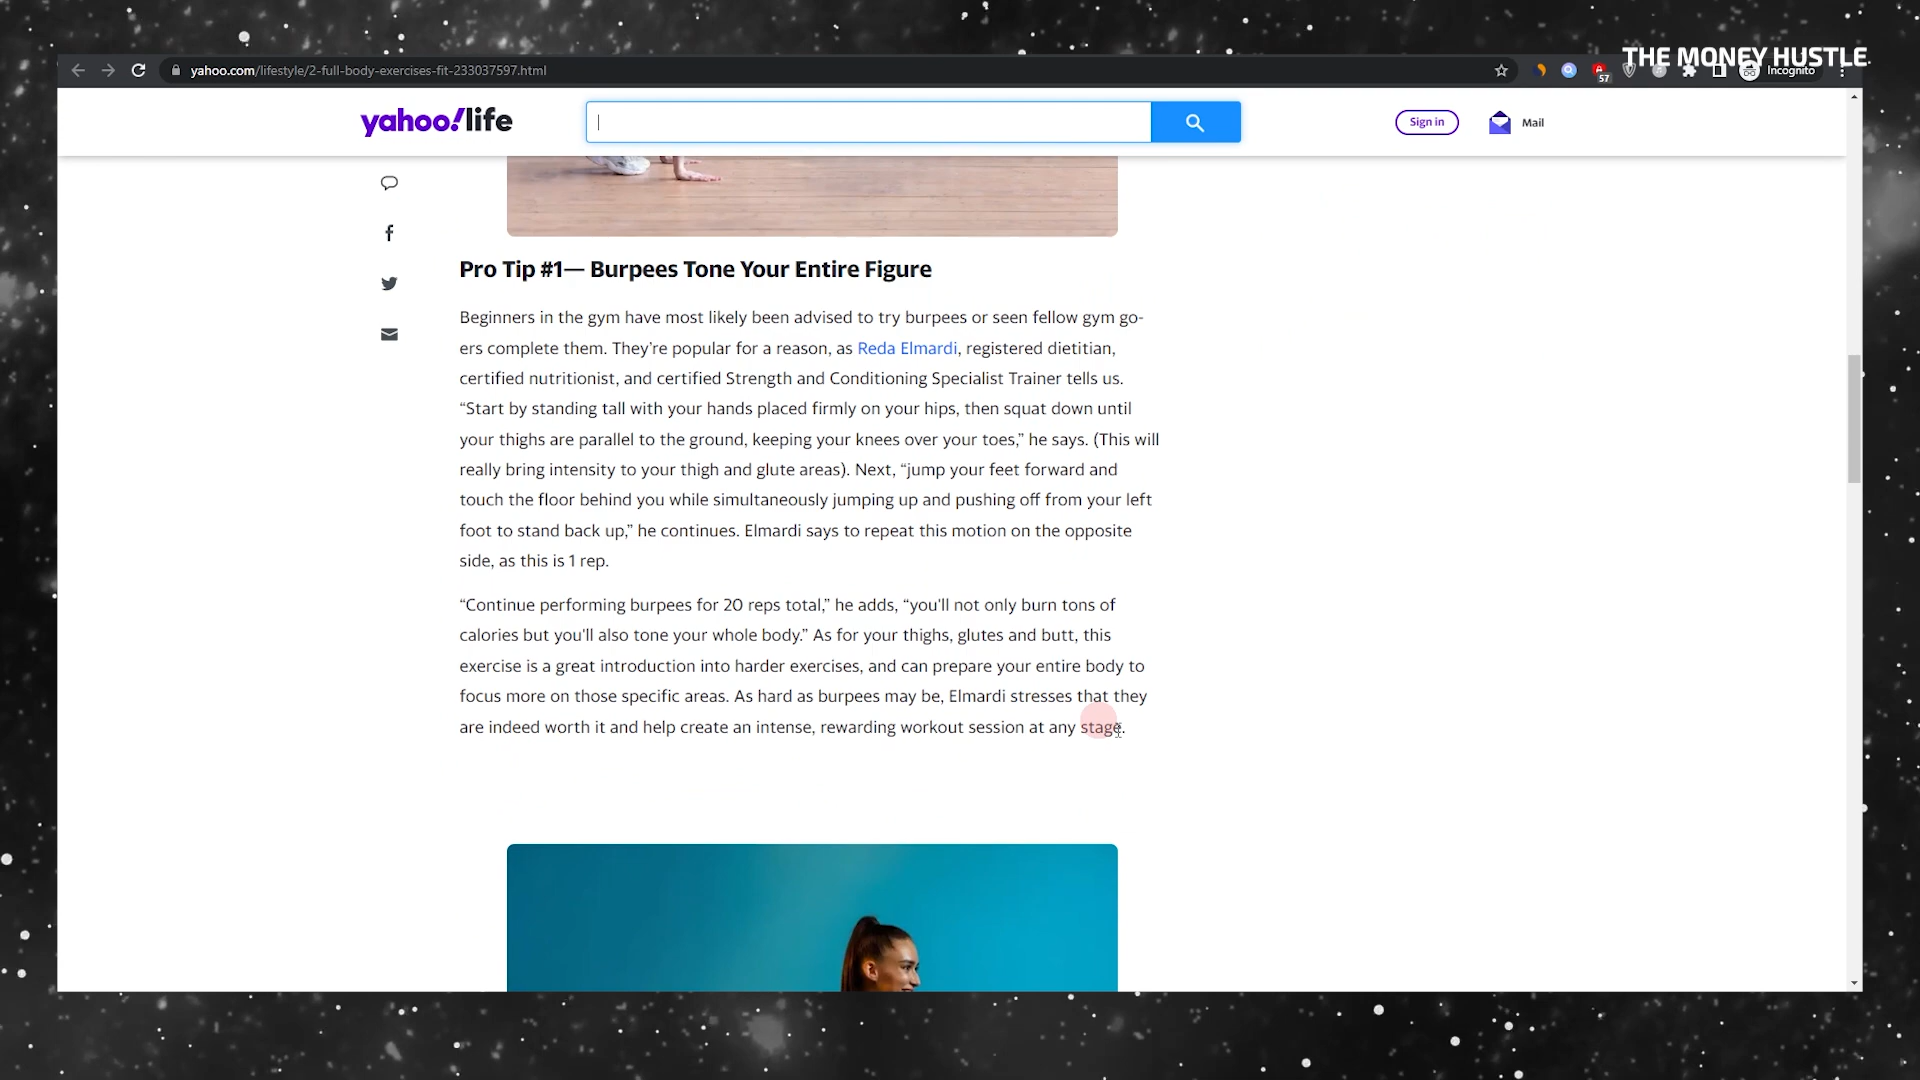 THE MONEY HUSTLE.
yahoo.com/lifestyle/2-full-body-exercises-fit-233037597.html
57
Incognito
yahoo!life
Sign in
Mail
Pro Tip #1— Burpees Tone Your Entire Figure
Beginners in the gym have most likely been advised to try burpees or seen fellow gym go-
ers complete them. They’re popular for a reason, as Reda Elmardi, registered dietitian,
certified nutritionist, and certified Strength and Conditioning Specialist Trainer tells us.
“Start by standing tall with your hands placed firmly on your hips, then squat down until
your thighs are parallel to the ground, keeping your knees over your toes,” he says. (This will
really bring intensity to your thigh and glute areas). Next, “jump your feet forward and
touch the floor behind you while simultaneously jumping up and pushing off from your left
foot to stand back up,” he continues. Elmardi says to repeat this motion on the opposite
side, as this is 1 rep.
“Continue performing burpees for 20 reps total,” he adds, “you'll not only burn tons of
calories but you'll also tone your whole body.” As for your thighs, glutes and butt, this
exercise is a great introduction into harder exercises, and can prepare your entire body to
focus more on those specific areas. As hard as burpees may be, Elmardi stresses that they
are indeed worth it and help create an intense, rewarding workout session at any stage.